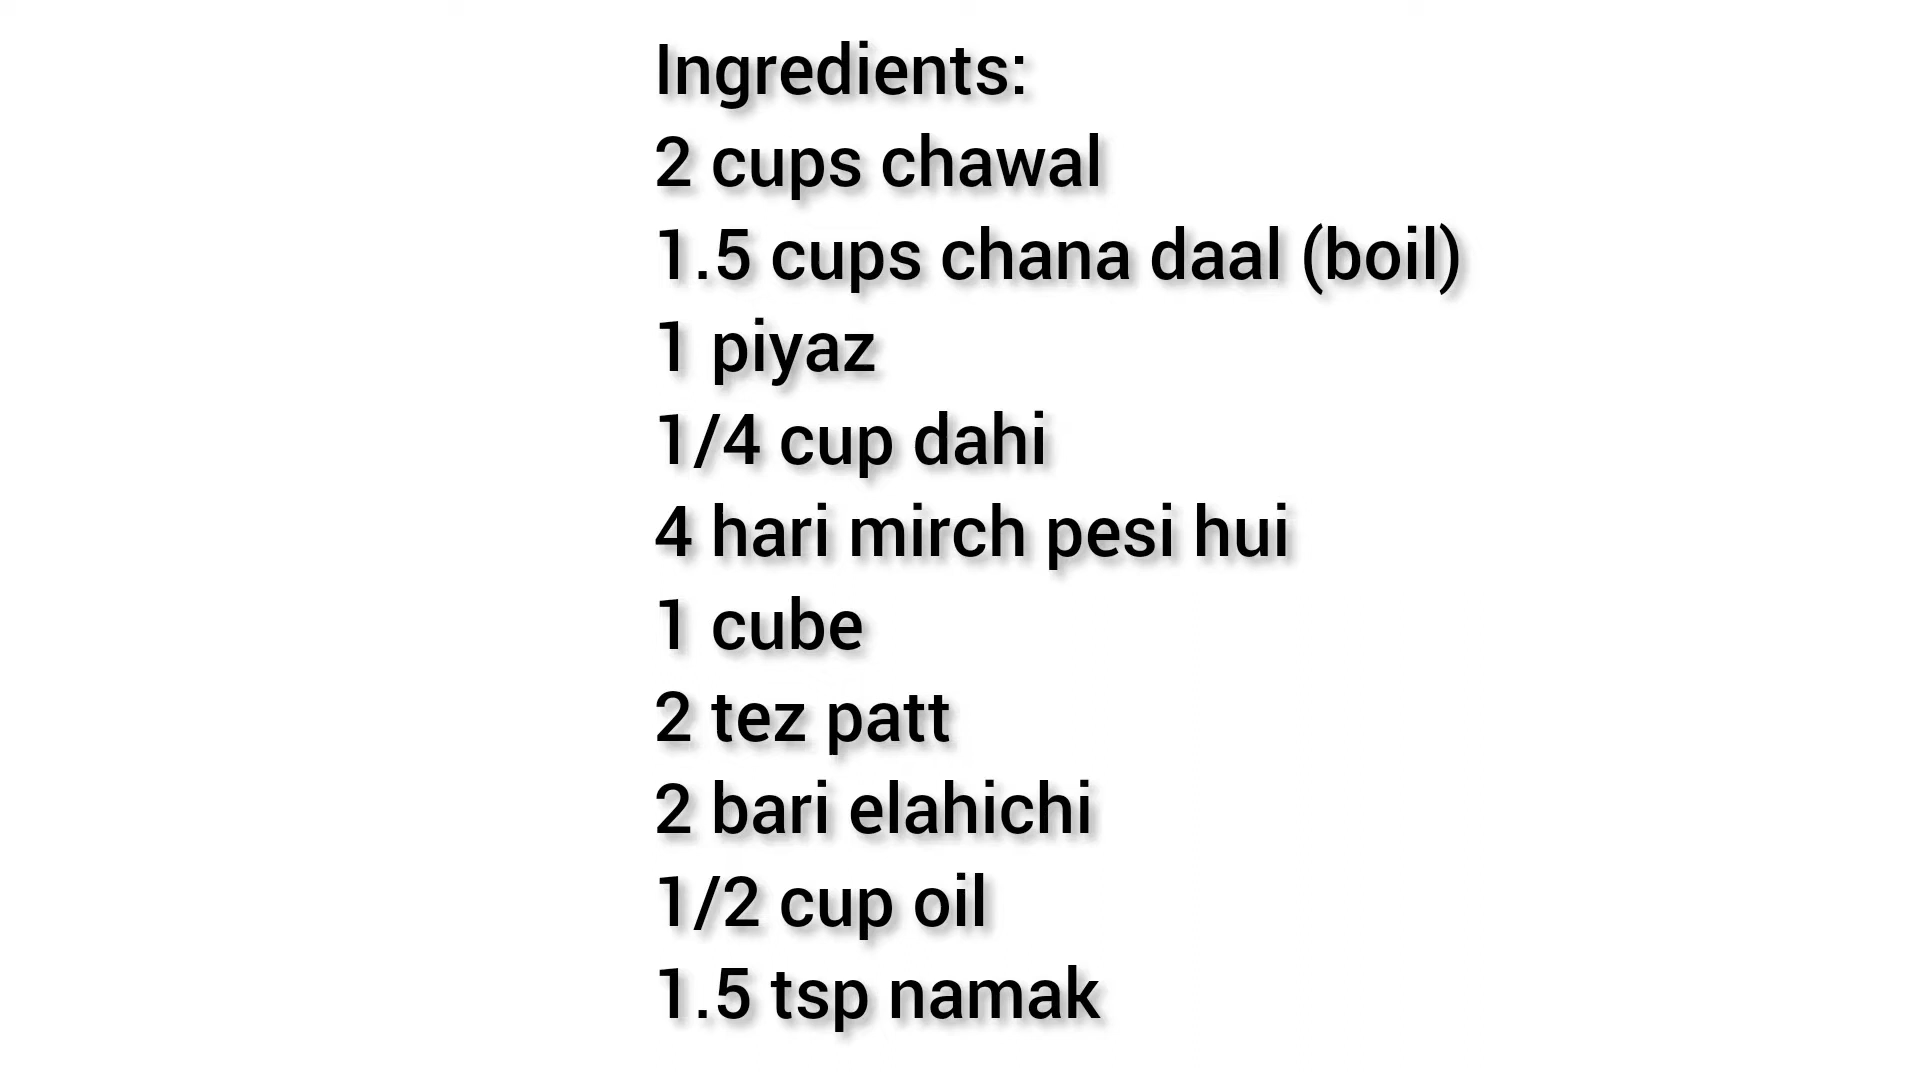 Ingredients:
2 cups chawal
1.5 cups chana daal (boil)
1 piyaz
1/4 cup dahi
4 hari mirch pesi hui
1 cube
2 tez patt
2 bari elahichi
1/2 cup oil
1.5 tsp namak